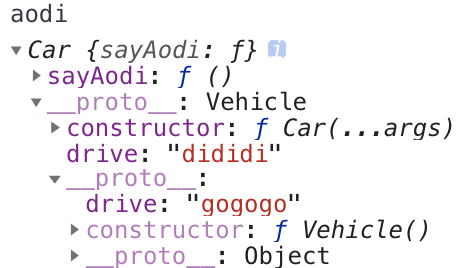 aodi
▼ Car {sayAodi: ƒ} i
▶ sayAodi: ƒ ()
▼ __proto__: Vehicle
▶ constructor: ƒ Car(...args)
drive: "dididi"
▼ __proto__:
drive: "gogogo"
▶ constructor: ƒ Vehicle()
▶ __proto__: Object